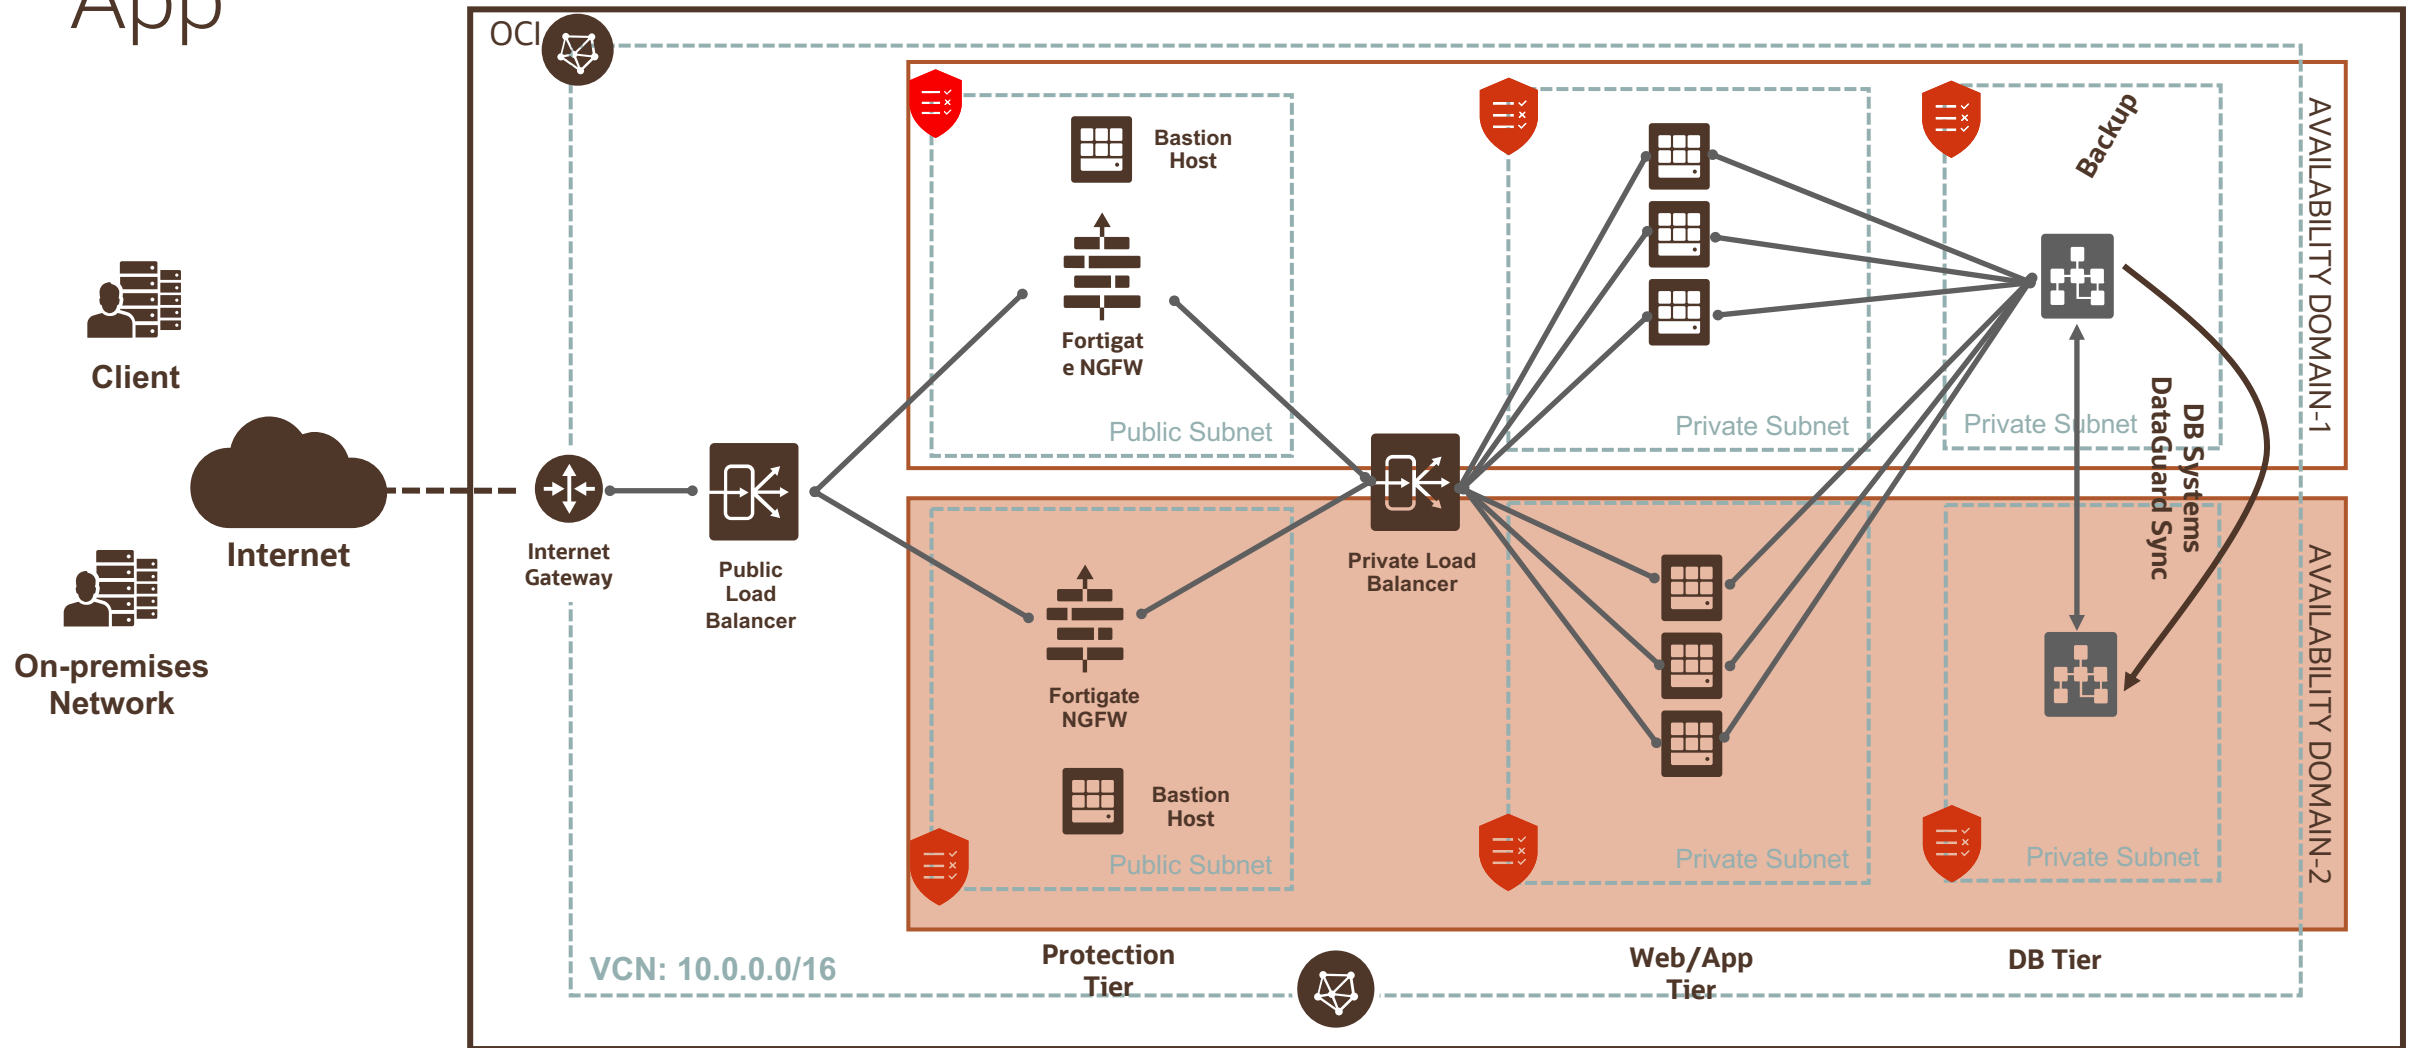 App
OCI
Bastion
Host
Fortigat
e NGFW
Public Subnet
Private Subnet
Backup
Private Subnet
AVAILABILITY DOMAIN-1
DB Systems
DataGuard Sync
Client
Internet
On-premises
Network
Internet
Gateway
Public
Load
Balancer
Private Load
Balancer
Fortigate
NGFW
Bastion
Host
Public Subnet
Private Subnet
Private Subnet
AVAILABILITY DOMAIN-2
VCN: 10.0.0.0/16
Protection
Tier
Web/App
Tier
DB Tier